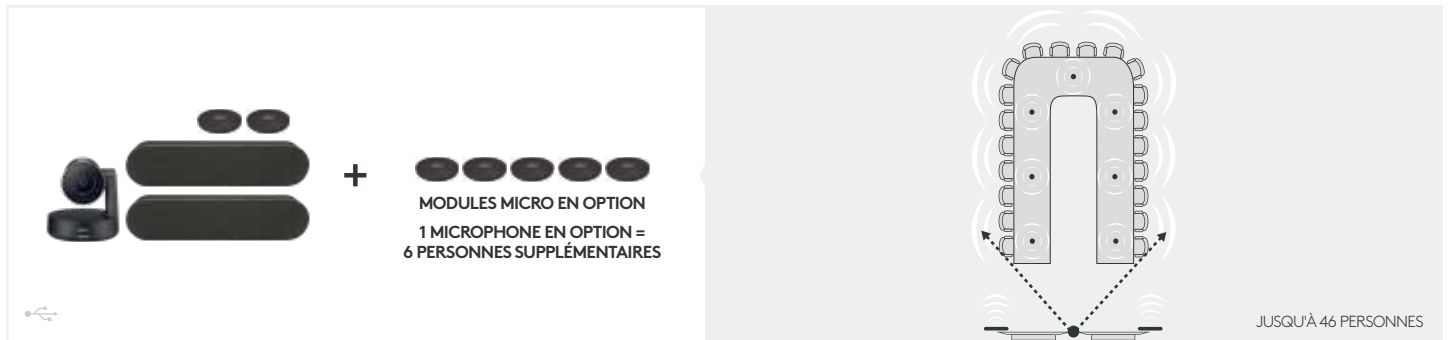 +
MODULES MICRO EN OPTION
1 MICROPHONE EN OPTION =
6 PERSONNES SUPPLÉMENTAIRES
JUSQU'À 46 PERSONNES